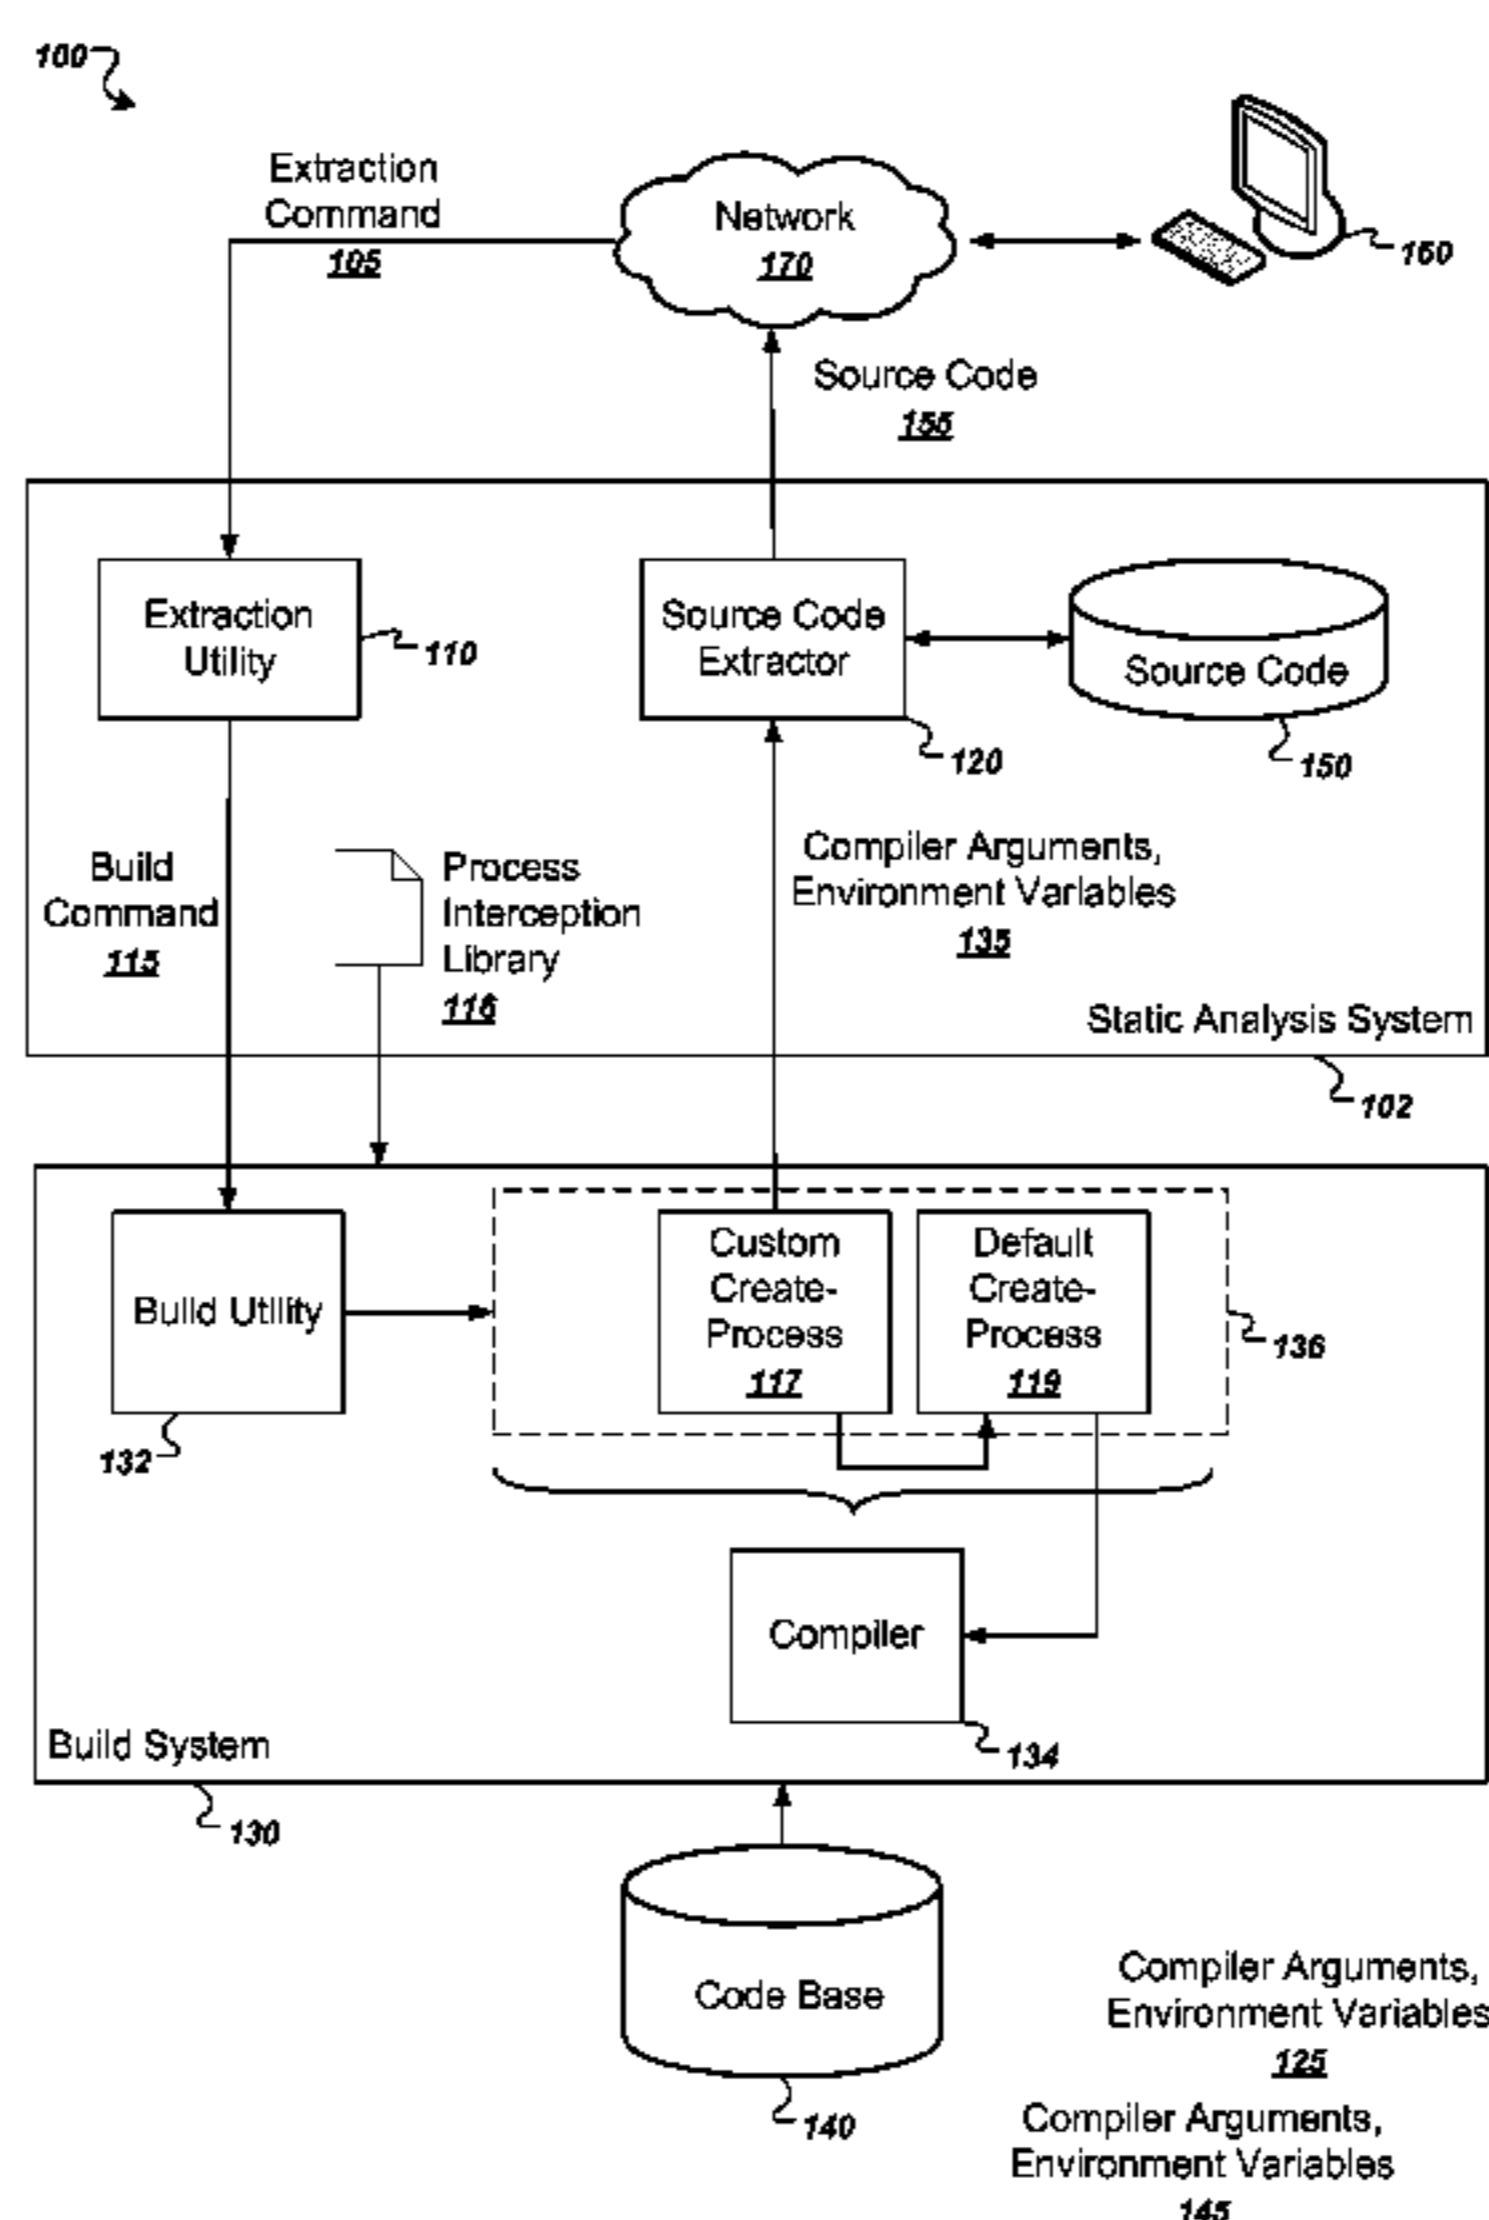 100
Extraction
Command
105
Network
170
160
Source Code
155
Extraction
Utility
110
Source Code
Extractor
120
Source Code
150
Build
Command
115
Process
Interception
Library
116
Compiler Arguments,
Environment Variables
135
Static Analysis System
102
Build Utility
132
Custom
Create-
Process
117
Default
Create-
Process
119
136
Compiler
134
Build System
130
Code Base
140
Compiler Arguments,
Environment Variables
125
Compiler Arguments,
Environment Variables
145